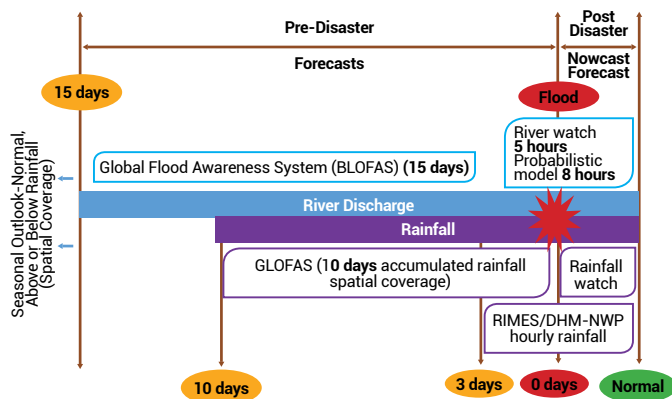 Pre-Disaster
Post
Disaster
Forecasts
Nowcast
Forecast
15 days
Flood
River watch
5 hours
Probabilistic
model 8 hours
Global Flood Awareness System (BLOFAS) (15 days)
River Discharge
Rainfall
GLOFAS (10 days accumulated rainfall
spatial coverage)
Rainfall
watch
RIMES/DHM-NWP
hourly rainfall
Seasonal Outlook-Normal,
Above or Below Rainfall
(Spatial Coverage)
10 days
3 days
0 days
Normal